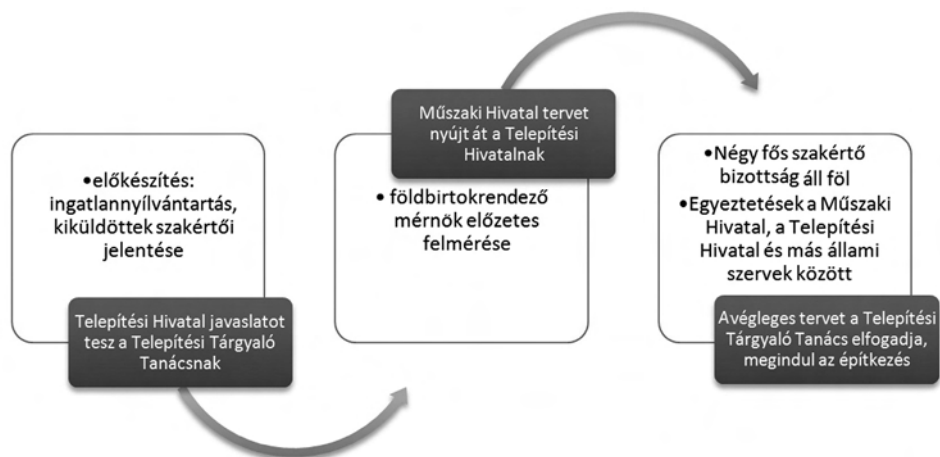 •előkészítés:
ingatlannyílvántartás,
kiküldöttek szakértői
jelentése
Telepítési Hivatal javaslatot
tesz a Telepítési Tárgyaló
Tanácsnak
Műszaki Hivatal tervet
nyújt át a Telepítési
Hivatalnak
• földbirtokrendező
mérnök előzetes
felmérése
•Négy fős szakértő
bizottság áll föl
•Egyeztetések a Műszaki
Hivatal, a Telepítési
Hivatal és más állami
szervek között
Avégleges tervet a Telepítési
Tárgyaló Tanács elfogadja,
megindul az építkezés